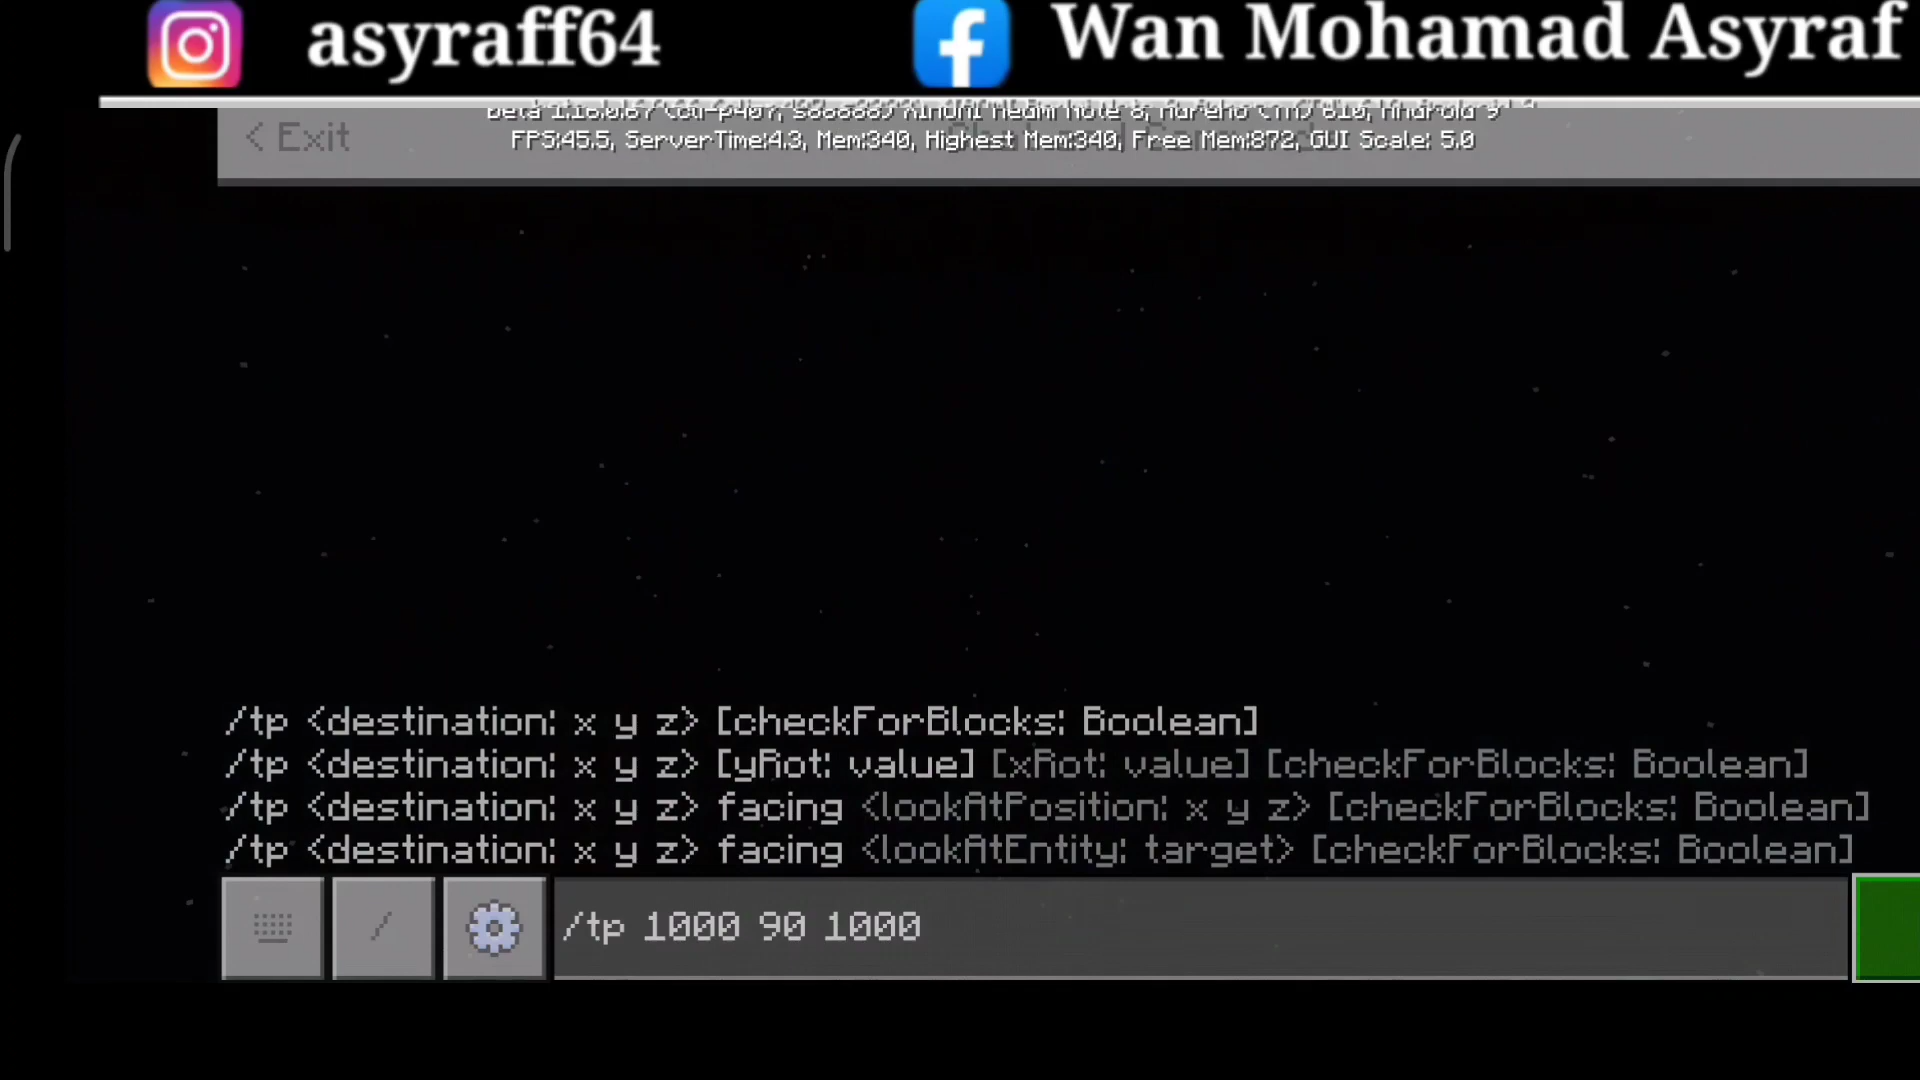 asyraff64
Wan Mohamad Asyraf
< Exit
FPS:45.5, ServerTime:4.3, Mem:340, Highest Mem:340, Free Mem:872, GUI Scale: 5.0
/tp <destination: x y z> [checkForBlocks: Boolean]
/tp <destination: x y z> [yRot: value] [xRot: value] [checkForBlocks: Boolean]
/tp <destination: x y z> facing <lookAtPosition: x y z> [checkForBlocks: Boolean]
/tp <destination: x y z> facing <lookAtEntity: target> [checkForBlocks: Boolean]
/
/tp 1000 90 1000